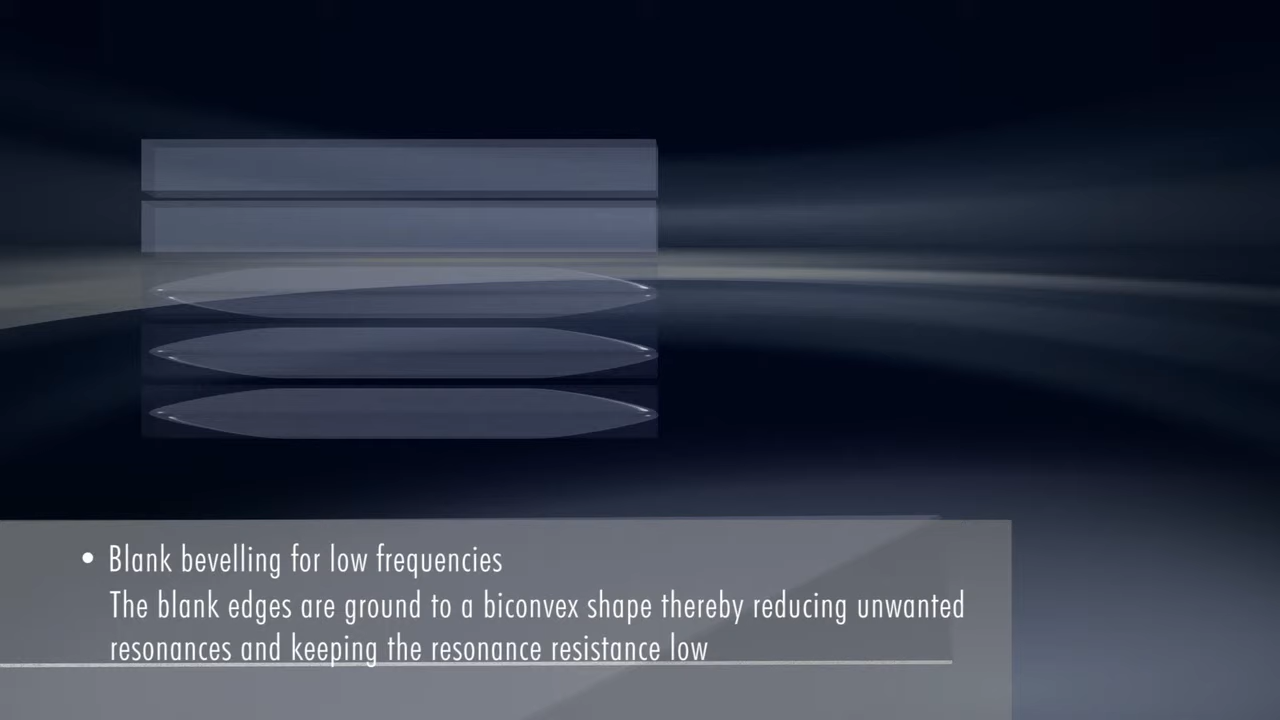 • Blank bevelling for low frequencies
The blank edges are ground to a biconvex shape thereby reducing unwanted
resonances and keeping the resonance resistance low